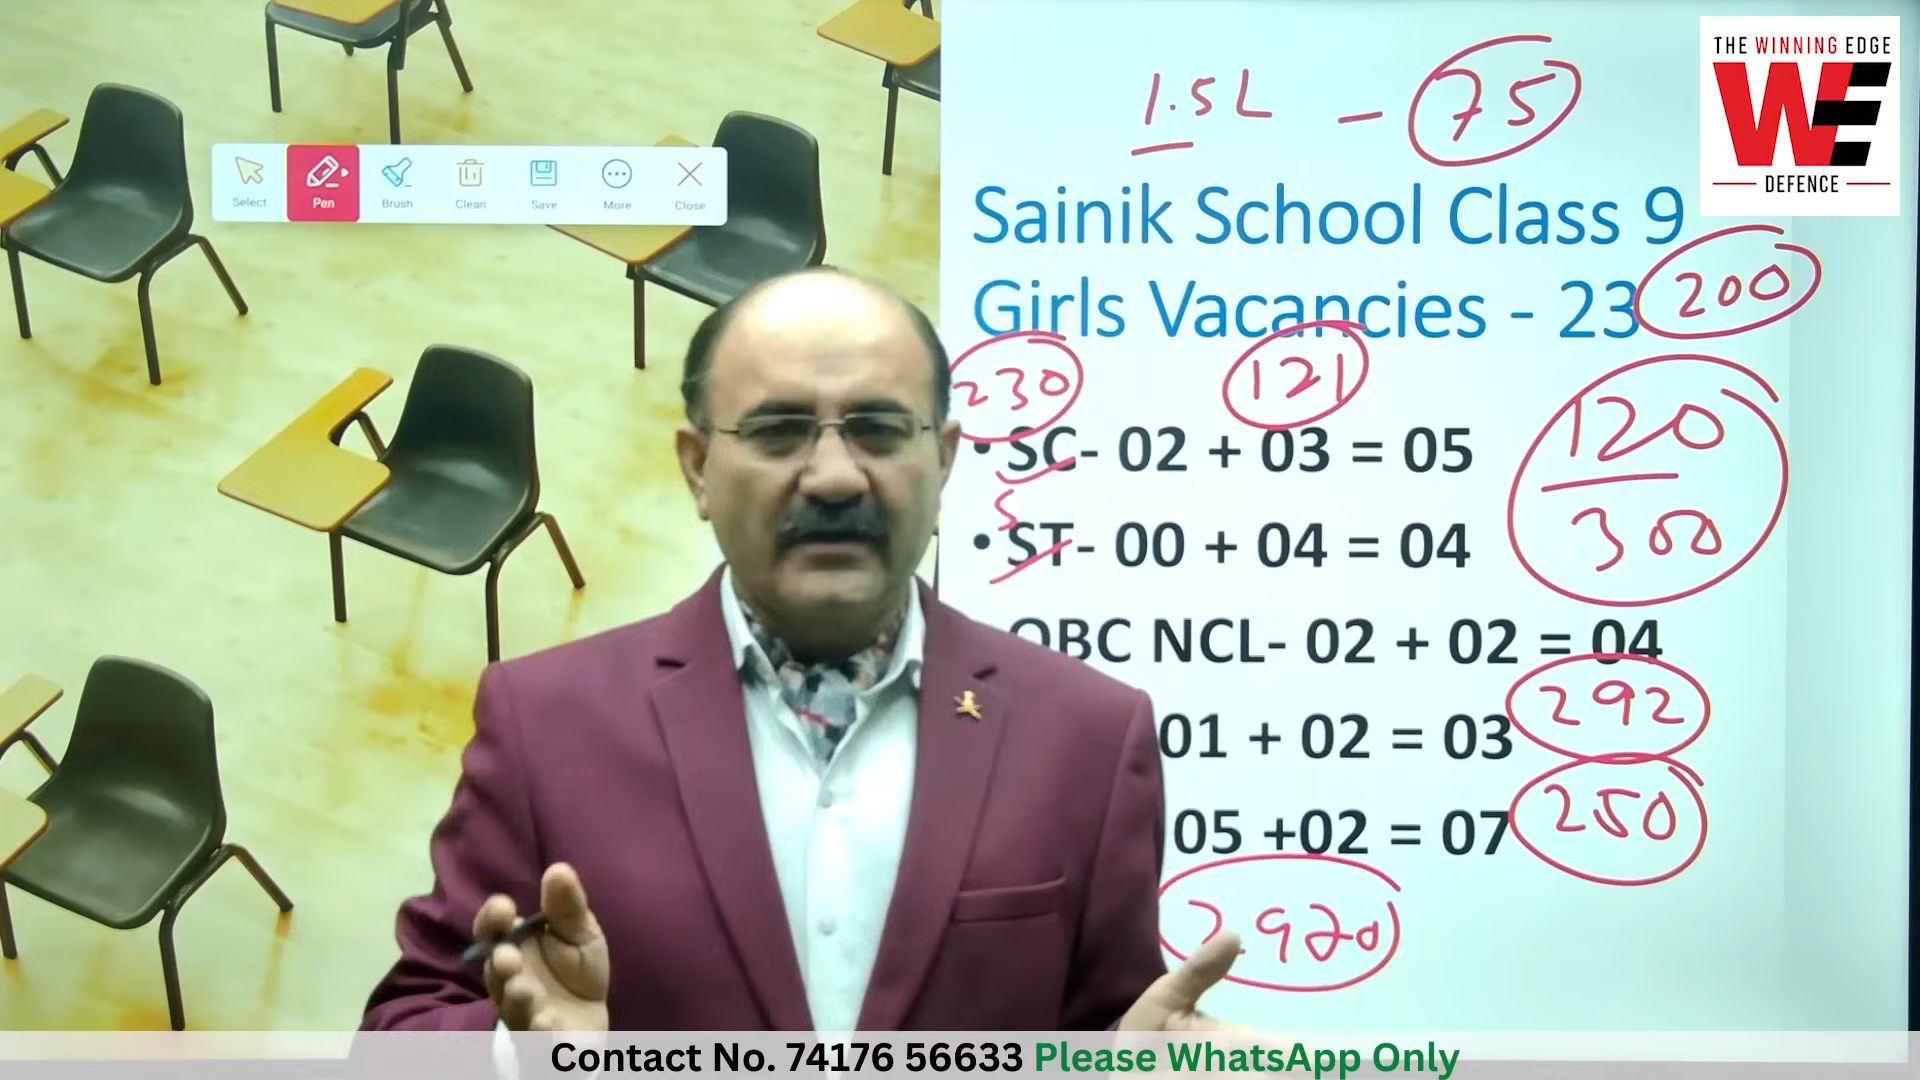 THE WINNING EDGE
WE
DEFENCE
1.5 L - 75
Select Pen Brush Clean Save More Close
Sainik School Class 9
Girls Vacancies - 23
200
230
121
• SC- 02 + 03 = 05
120
300
S
• ST- 00 + 04 = 04
OBC NCL- 02 + 02 = 04
292
01 + 02 = 03
250
05 +02 = 07
2920
Contact No. 74176 56633 Please WhatsApp Only